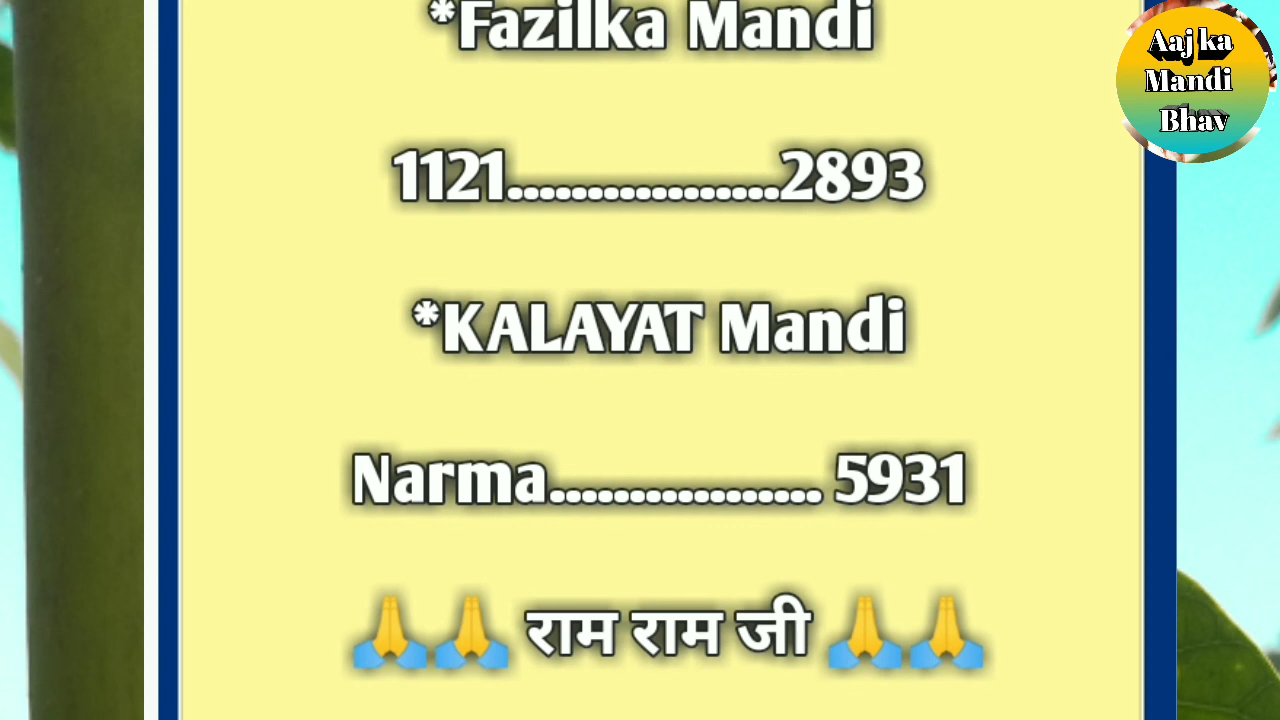 *Fazilka Mandi
Aaj ka
Mandi
Bhav
1121.................2893
*KALAYAT Mandi
Narma................. 5931
🙏🙏 राम राम जी 🙏🙏